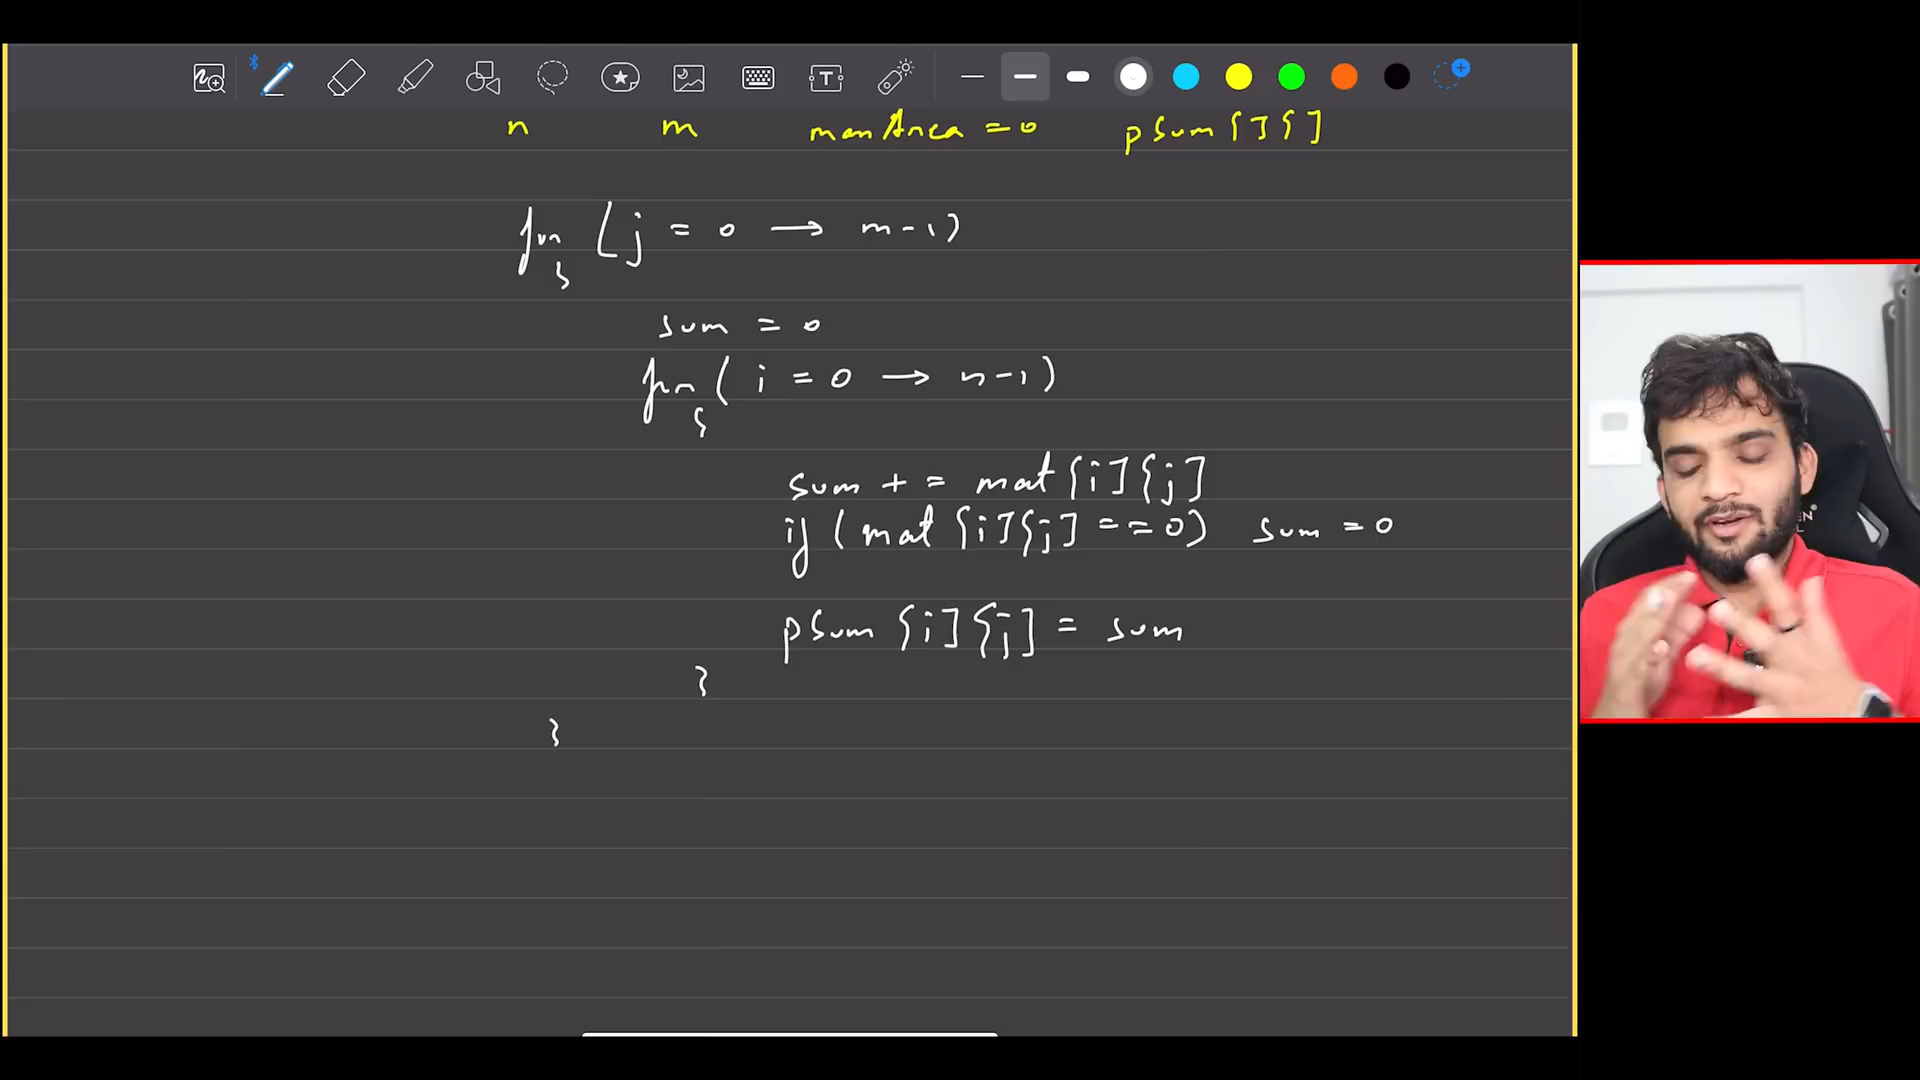 n m maxArea = 0 pSum[][]
for (j = 0 → m-1)
{
sum = 0
for (i = 0 → n-1)
{
sum += mat[i][j]
if (mat[i][j] == 0) sum = 0
pSum[i][j] = sum
}
}